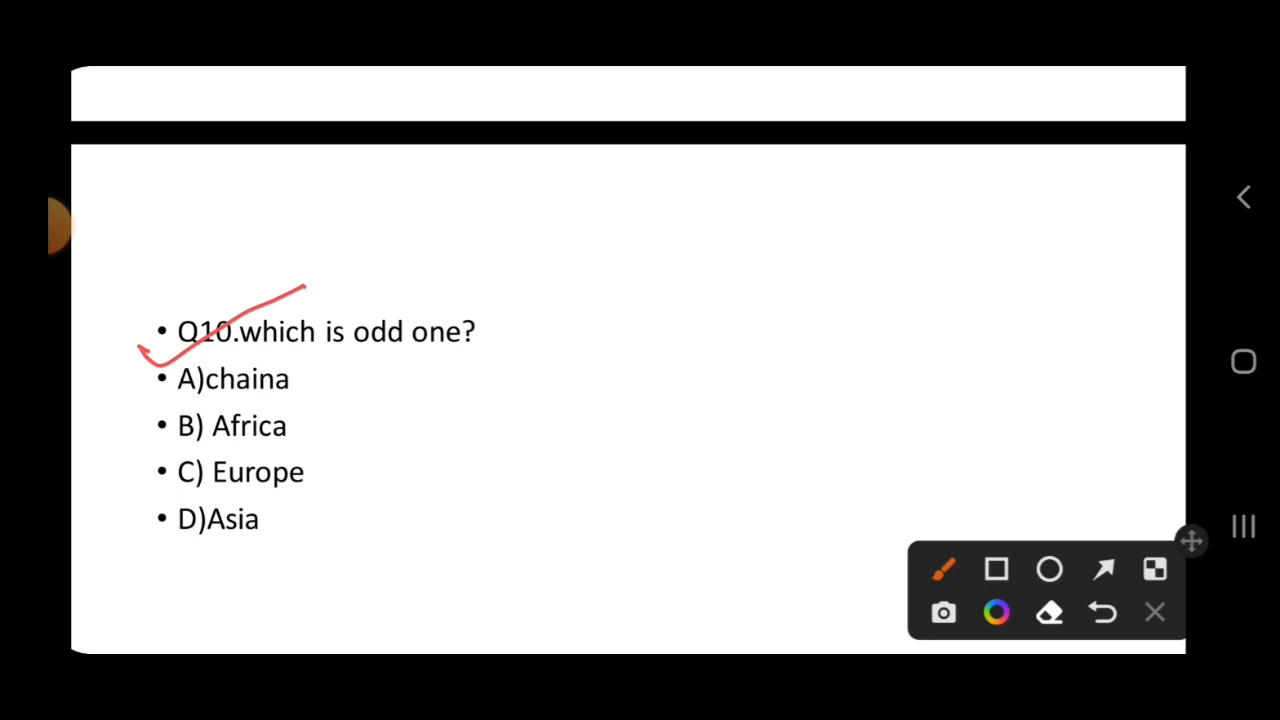 • Q10.which is odd one?
• A)chaina
• B) Africa
• C) Europe
• D)Asia